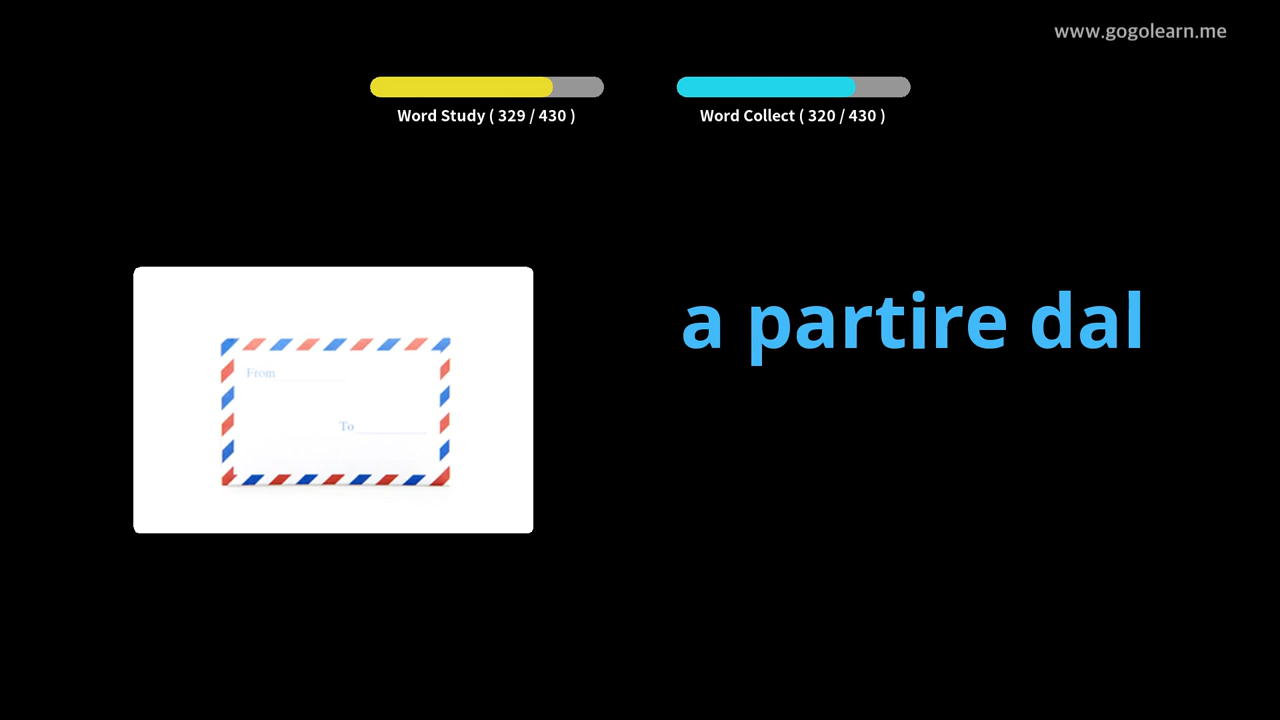 www.gogolearn.me
Word Study ( 329 / 430 )
Word Collect ( 320 / 430 )
a partire dal
From
To